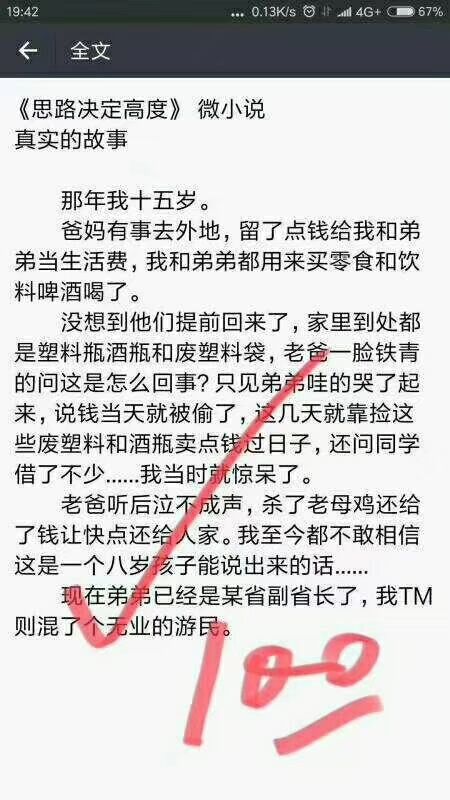 19:42 ... 0.13K/s 4G+ 67%
全文
《思路决定高度》 微小说
真实的故事
那年我十五岁。
爸妈有事去外地，留了点钱给我和弟
弟当生活费，我和弟弟都用来买零食和饮
料啤酒喝了。
没想到他们提前回来了，家里到处都
是塑料瓶酒瓶和废塑料袋，老爸一脸铁青
的问这是怎么回事？只见弟弟哇的哭了起
来，说钱当天就被偷了，这几天就靠捡这
些废塑料和酒瓶卖点钱过日子，还问同学
借了不少......我当时就惊呆了。
老爸听后泣不成声，杀了老母鸡还给
了钱让快点还给人家。我至今都不敢相信
这是一个八岁孩子能说出来的话......
现在弟弟已经是某省副省长了，我TM
则混了个无业的游民。
100